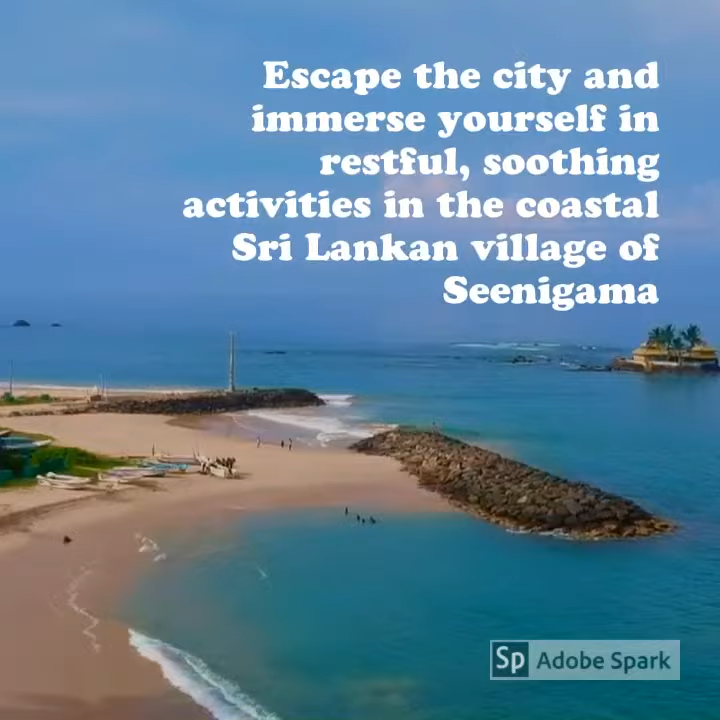 Escape the city and
immerse yourself in
restful, soothing
activities in the coastal
Sri Lankan village of
Seenigama
Sp Adobe Spark